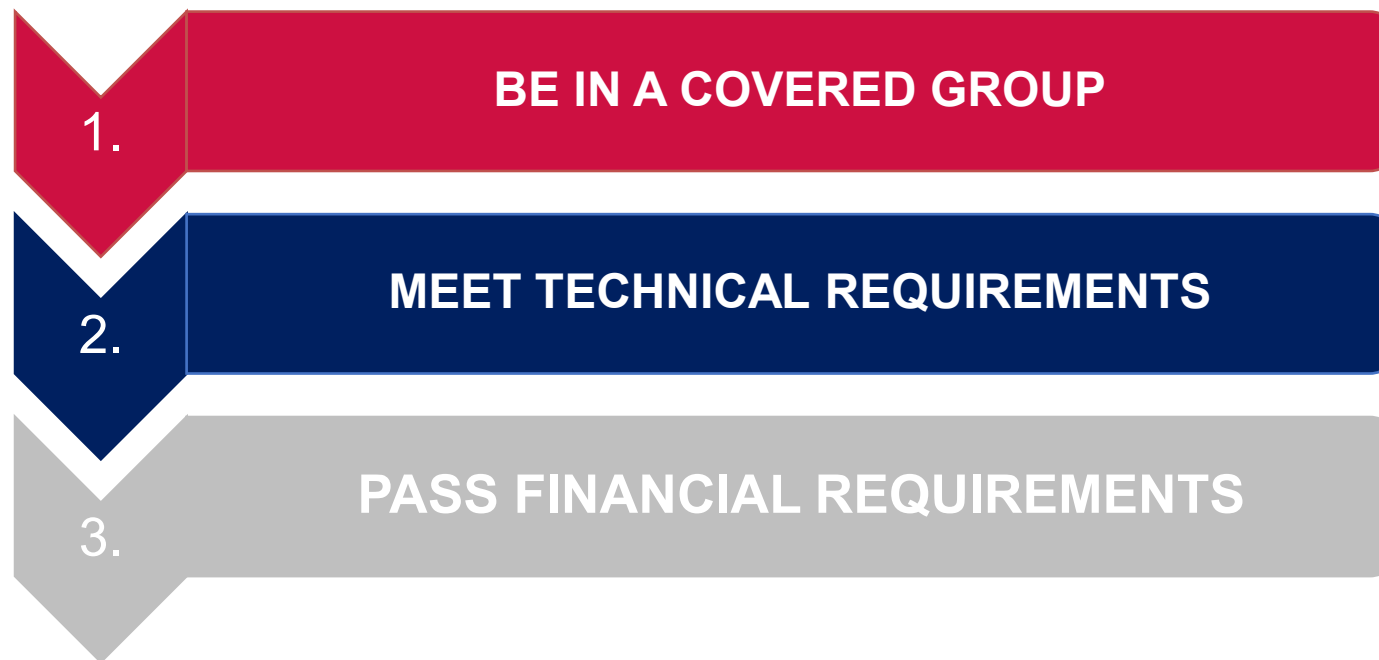 1.
BE IN A COVERED GROUP
2.
MEET TECHNICAL REQUIREMENTS
3.
PASS FINANCIAL REQUIREMENTS